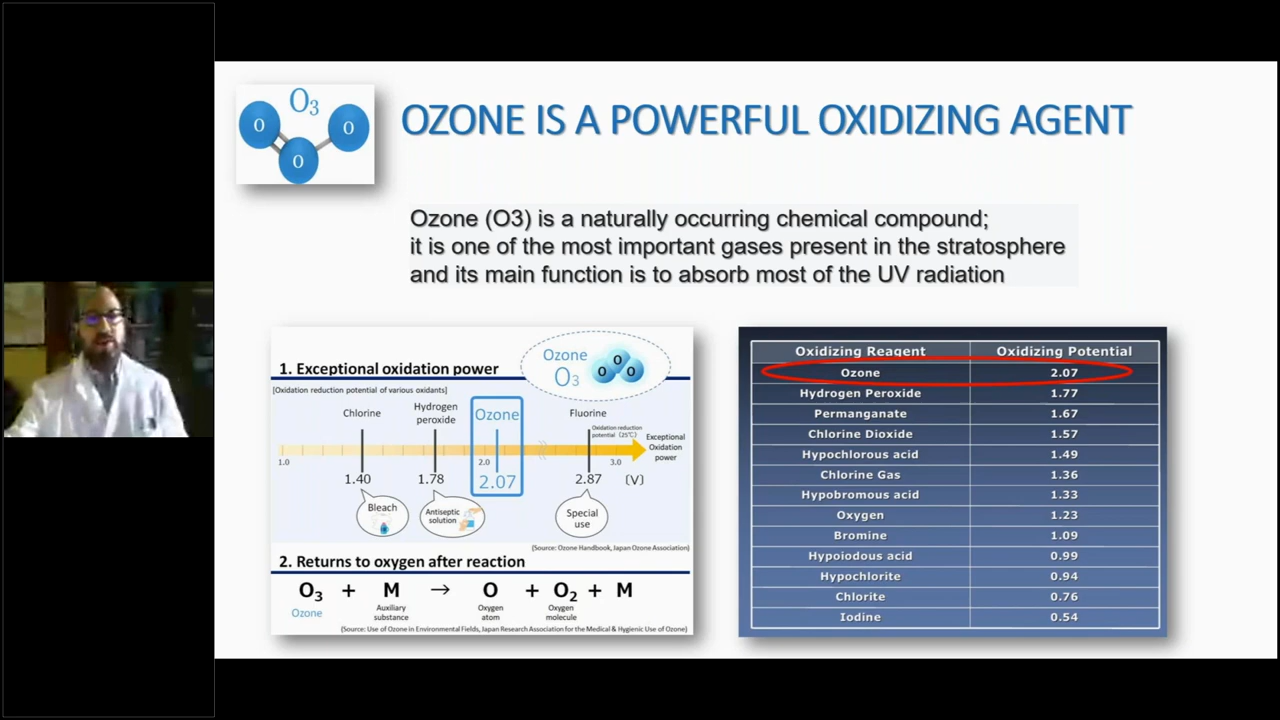 O3
O
O
O
OZONE IS A POWERFUL OXIDIZING AGENT
Ozone (O3) is a naturally occurring chemical compound;
it is one of the most important gases present in the stratosphere
and its main function is to absorb most of the UV radiation
1. Exceptional oxidation power
[Oxidation reduction potential of various oxidants]
Ozone
O3
O
O
O
Chlorine
Hydrogen
peroxide
Ozone
Fluorine
Oxidation reduction
potential (25℃)
Exceptional
Oxidation
power
1.0
2.0
3.0
1.40
1.78
2.07
2.87
(V)
Bleach
Antiseptic
solution
Special
use
(Source: Ozone Handbook, Japan Ozone Association)
2. Returns to oxygen after reaction
O3 + M → O + O2 + M
Ozone
Auxiliary
substance
Oxygen
atom
Oxygen
molecule
(Source: Use of Ozone in Environmental Fields, Japan Research Association for the Medical & Hygienic Use of Ozone)
Oxidizing Reagent Oxidizing Potential
Ozone 2.07
Hydrogen Peroxide 1.77
Permanganate 1.67
Chlorine Dioxide 1.57
Hypochlorous acid 1.49
Chlorine Gas 1.36
Hypobromous acid 1.33
Oxygen 1.23
Bromine 1.09
Hypoiodous acid 0.99
Hypochlorite 0.94
Chlorite 0.76
Iodine 0.54